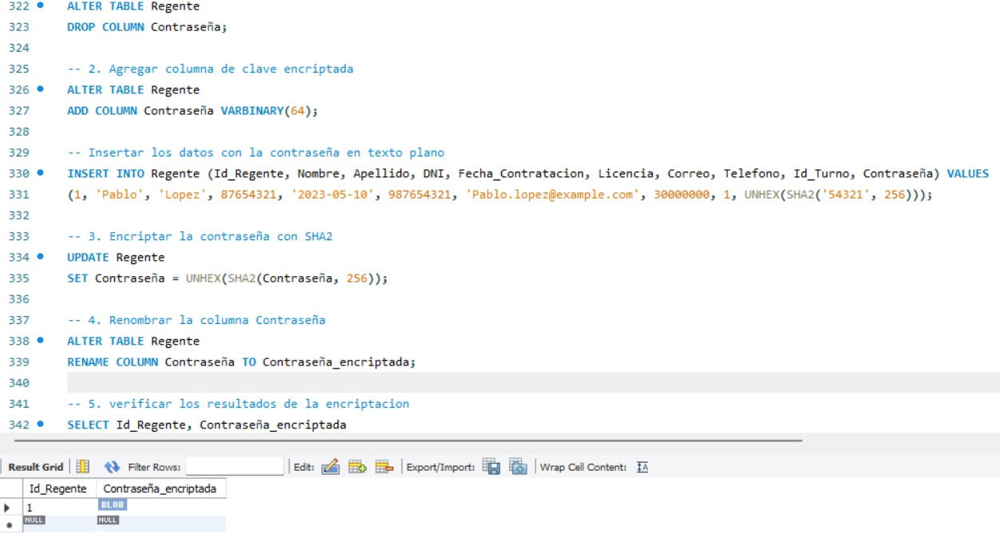 322 ALTER TABLE Regente
323 DROP COLUMN Contraseña;
324
325 -- 2. Agregar columna de clave encriptada
326 ALTER TABLE Regente
327 ADD COLUMN Contraseña VARBINARY(64);
328
329 -- Insertar los datos con la contraseña en texto plano
330 INSERT INTO Regente (Id_Regente, Nombre, Apellido, DNI, Fecha_Contratacion, Licencia, Correo, Telefono, Id_Turno, Contraseña) VALUES
331 (1, 'Pablo', 'Lopez', 87654321, '2023-05-10', 987654321, 'Pablo.lopez@example.com', 30000000, 1, UNHEX(SHA2('54321', 256)));
332
333 -- 3. Encriptar la contraseña con SHA2
334 UPDATE Regente
335 SET Contraseña = UNHEX(SHA2(Contraseña, 256));
336
337 -- 4. Renombrar la columna Contraseña
338 ALTER TABLE Regente
339 RENAME COLUMN Contraseña TO Contraseña_encriptada;
340
341 -- 5. verificar los resultados de la encriptacion
342 SELECT Id_Regente, Contraseña_encriptada
Result Grid Filter Rows: Edit: Export/Import: Wrap Cell Content: IA
Id_Regente Contraseña_encriptada
1 BLOB
NULL NULL